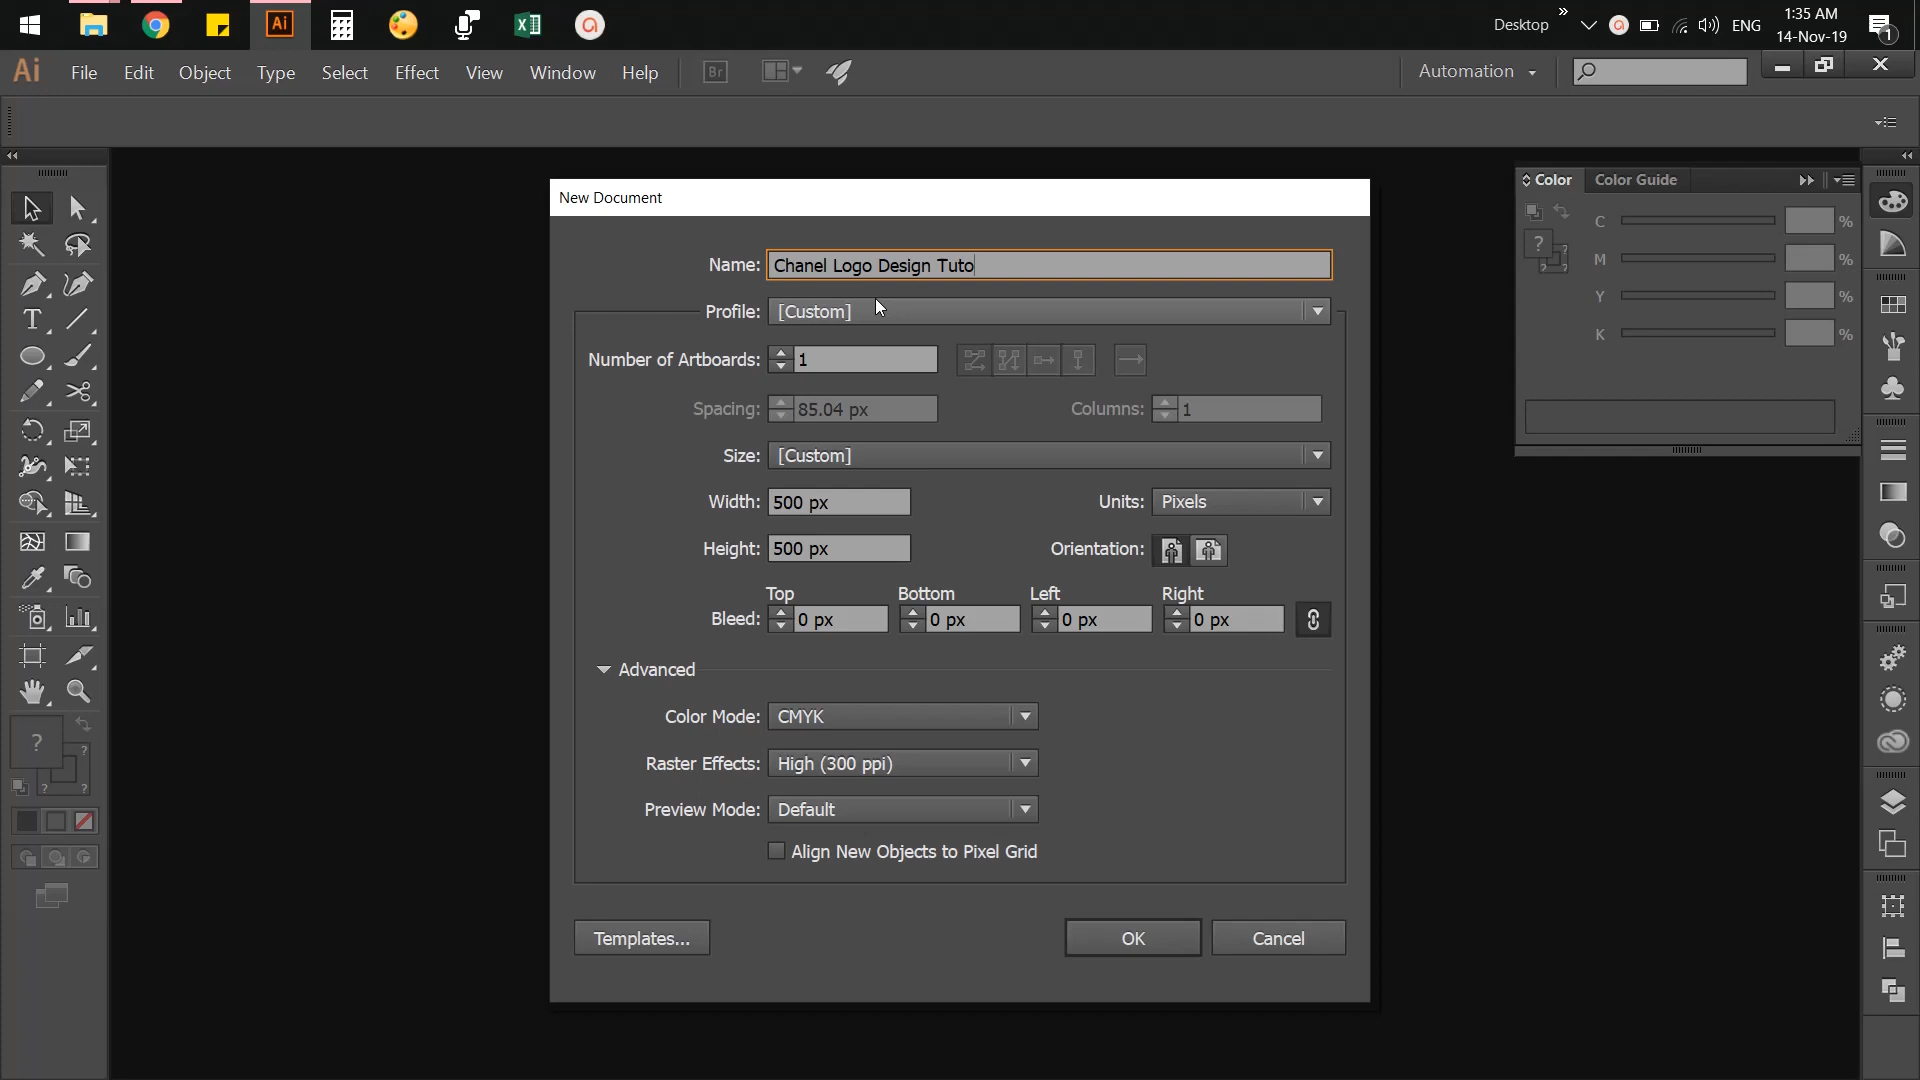 Desktop » ENG 1:35 AM
14-Nov-19 1
Ai
Ai File Edit Object Type Select Effect View Window Help Br Automation
New Document
Color Color Guide
Name: Chanel Logo Design Tuto
Profile: [Custom]
Number of Artboards: 1
Spacing: 85.04 px Columns: 1
Size: [Custom]
Width: 500 px Units: Pixels
Height: 500 px Orientation:
Top Bottom Left Right
Bleed: 0 px 0 px 0 px 0 px
Advanced
Color Mode: CMYK
Raster Effects: High (300 ppi)
Preview Mode: Default
Align New Objects to Pixel Grid
Templates... OK Cancel
C %
M %
Y %
K %
? ? ?
T
? ? ? ?